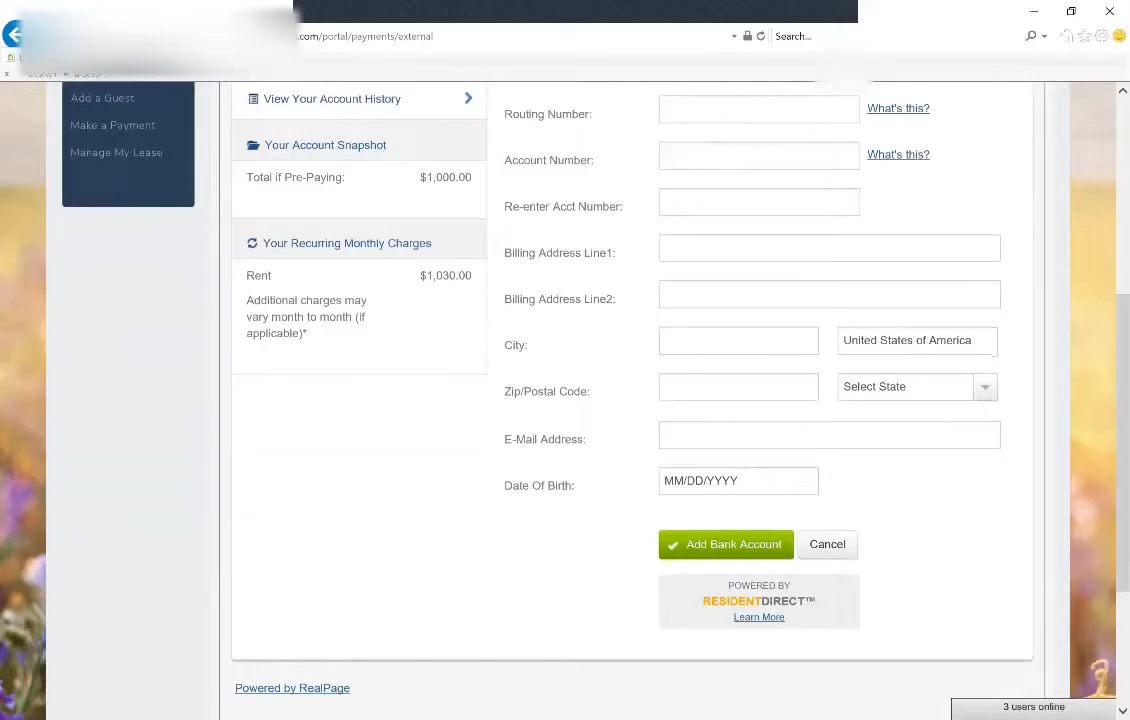 .com/portal/payments/external
Search...
x
Add a Guest
Make a Payment
Manage My Lease
View Your Account History
Your Account Snapshot
Total if Pre-Paying: $1,000.00
Your Recurring Monthly Charges
Rent $1,030.00
Additional charges may
vary month to month (if
applicable)*
Routing Number: What's this?
Account Number: What's this?
Re-enter Acct Number:
Billing Address Line1:
Billing Address Line2:
City: United States of America
Zip/Postal Code: Select State
E-Mail Address:
Date Of Birth: MM/DD/YYYY
Add Bank Account Cancel
POWERED BY
RESIDENTDIRECT™
Learn More
Powered by RealPage
3 users online